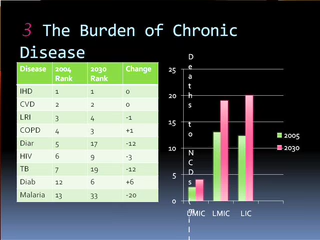 3 The Burden of Chronic
Disease
Disease 2004 Rank 2030 Rank Change
IHD 1 1 0
CVD 2 2 0
LRI 3 4 -1
COPD 4 3 +1
Diar 5 17 -12
HIV 6 9 -3
TB 7 19 -12
Diab 12 6 +6
Malaria 13 33 -20
Deaths to NCDs
25
20
15
10
5
0
UMIC LMIC LIC
2005
2030